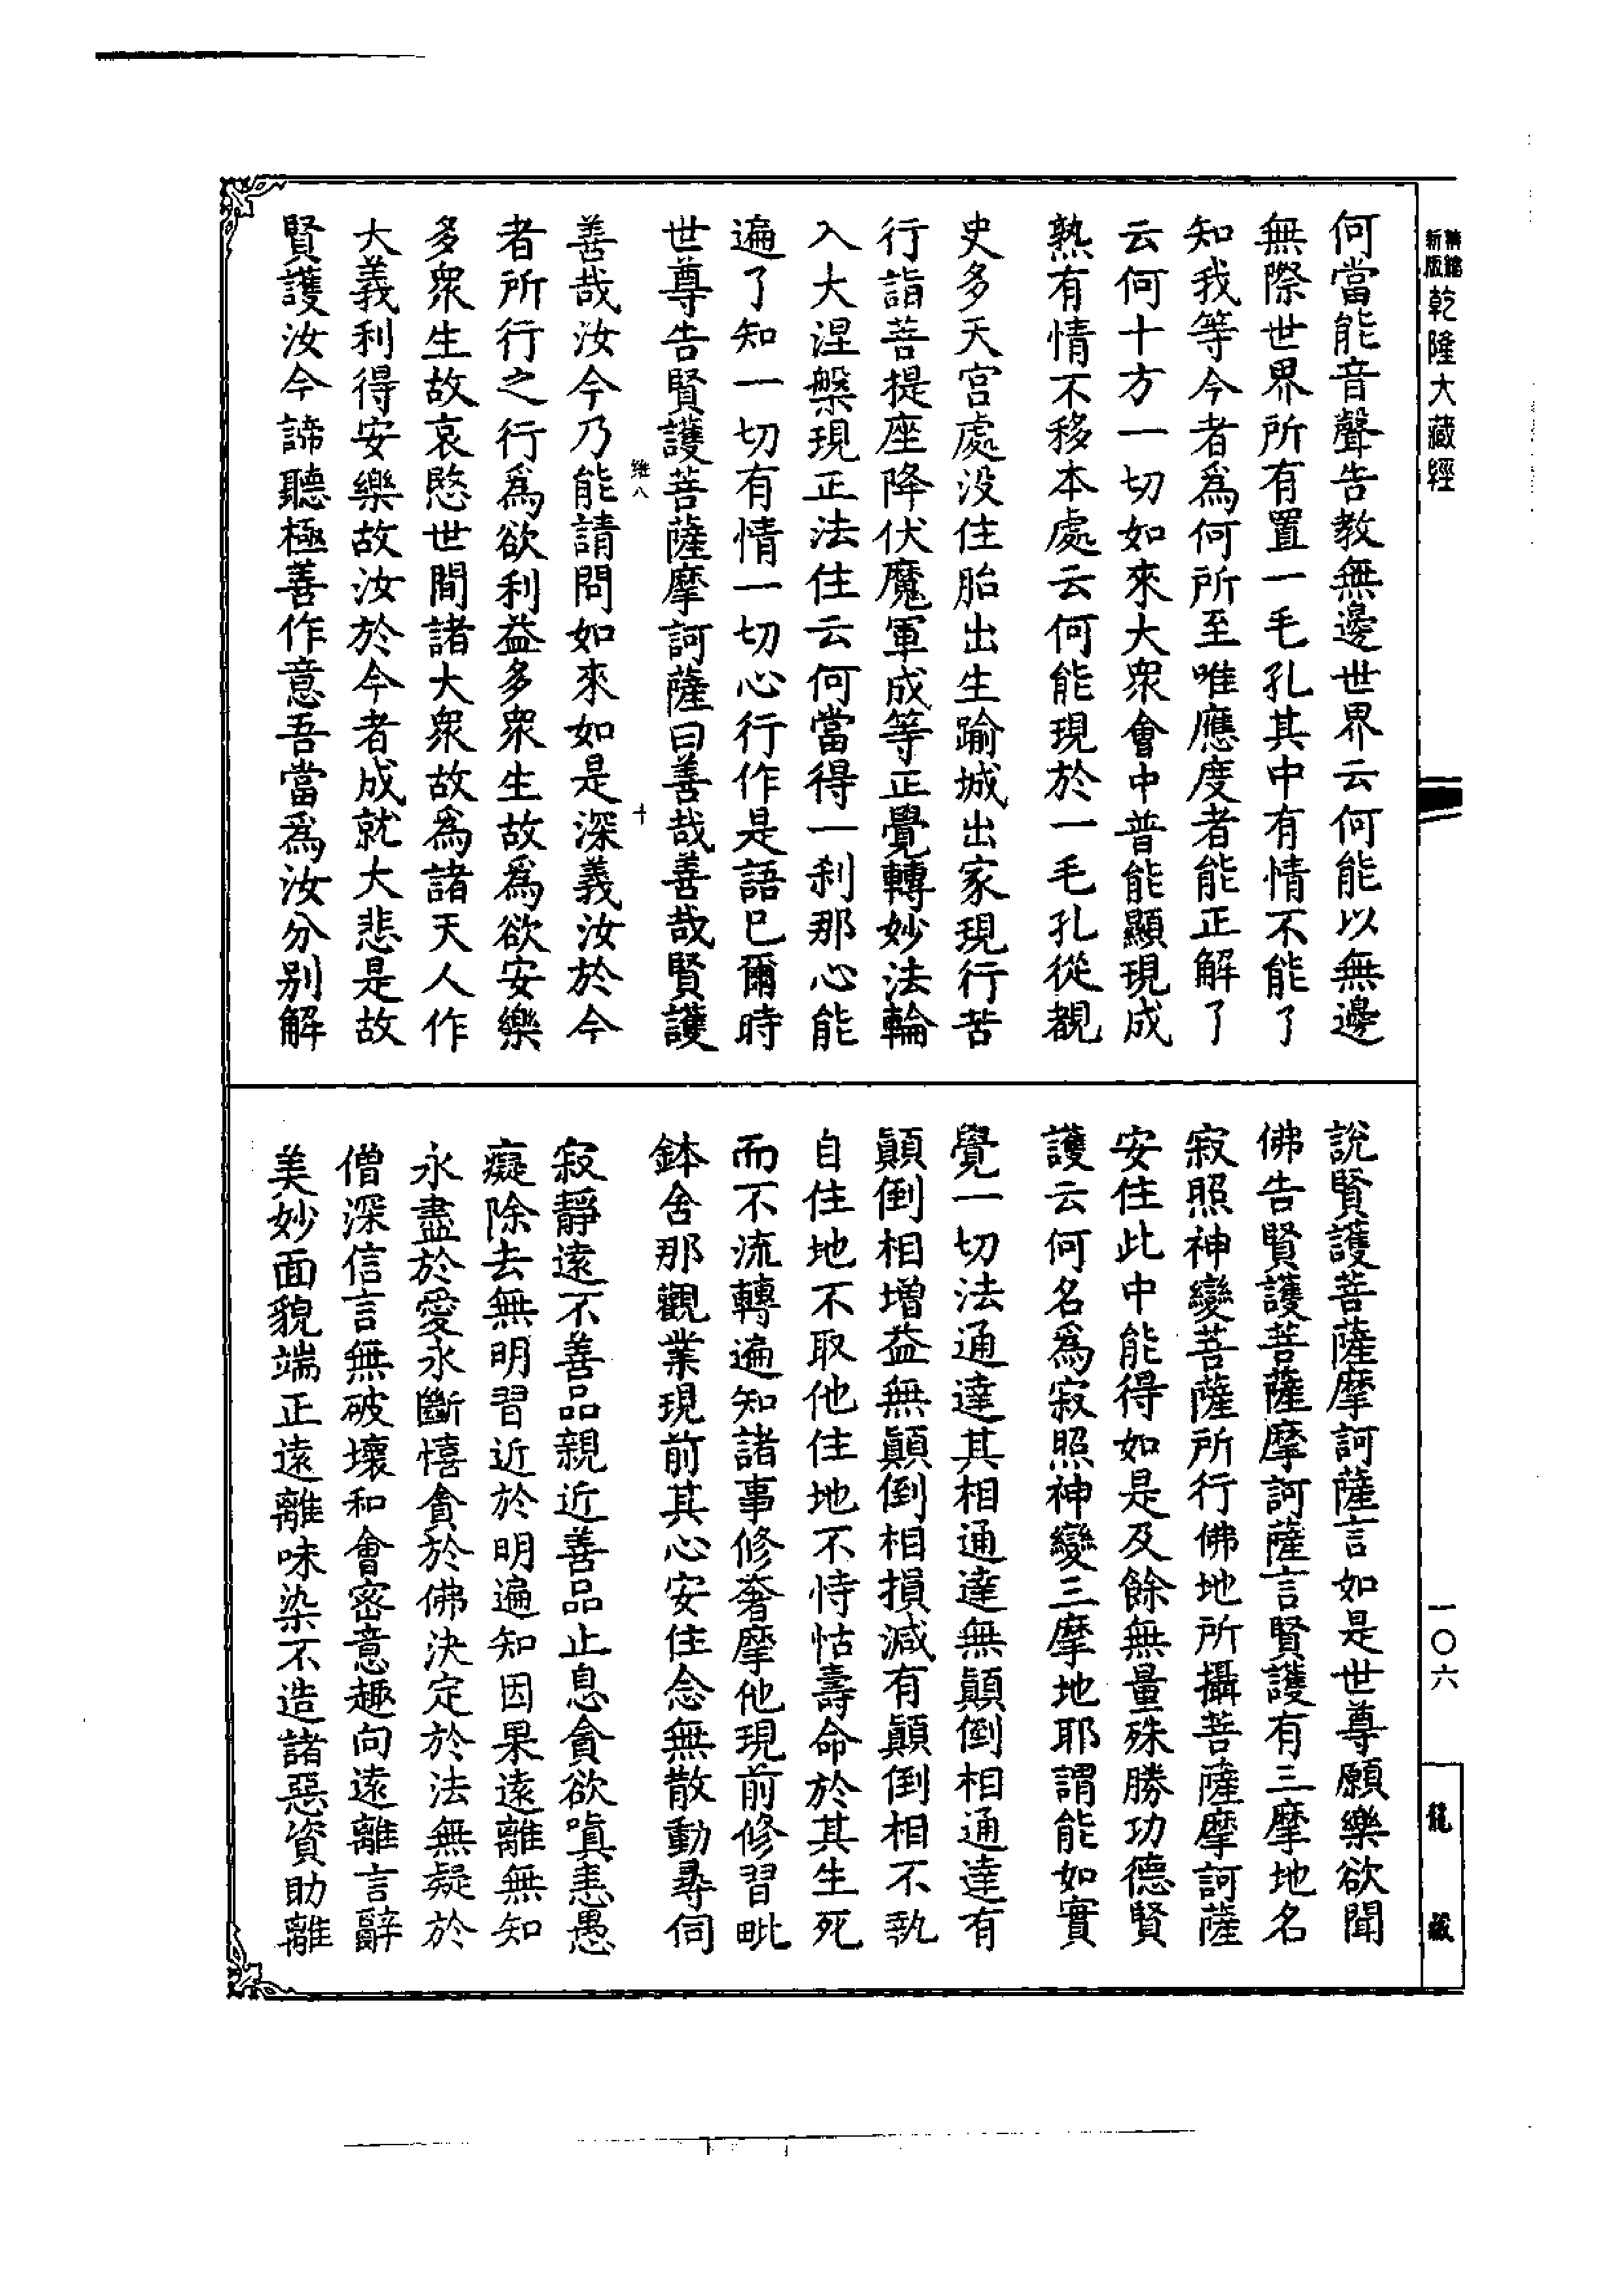 精縮
新版
乾隆大藏經
一〇六
龍藏
何當能音聲告教無邊世界云何能以無邊
無際世界所有置一毛孔其中有情不能了
知我等今者為何所至唯應度者能正解了
云何十方一切如來大眾會中普能顯現成
熟有情不移本處云何能現於一毛孔從覩
史多天宮處没住胎出生踰城出家現行苦
行詣菩提座降伏魔軍成等正覺轉妙法輪
入大涅槃現正法住云何當得一刹那心能
遍了知一切有情一切心行作是語已爾時
世尊告賢護菩薩摩訶薩曰善哉善哉賢護
維八
十
善哉汝今乃能請問如來如是深義汝於今
者所行之行為欲利益多眾生故為欲安樂
多眾生故哀愍世間諸大眾故為諸天人作
大義利得安樂故汝於今者成就大悲是故
賢護汝今諦聽極善作意吾當為汝分別解
說賢護菩薩摩訶薩言如是世尊願樂欲聞
佛告賢護菩薩摩訶薩言賢護有三摩地名
寂照神變菩薩所行佛地所攝菩薩摩訶薩
安住此中能得如是及餘無量殊勝功德賢
護云何名為寂照神變三摩地耶謂能如實
覺一切法通達其相通達無顛倒相通達有
顛倒相增益無顛倒相損減有顛倒相不執
自住地不取他住地不恃怙壽命於其生死
而不流轉遍知諸事修奢摩他現前修習毗
鉢舍那觀業現前其心安住念無散動尋伺
寂靜遠不善品親近善品止息貪欲嗔恚愚
癡除去無明習近於明遍知因果遠離無知
永盡於愛永斷慳貪於佛決定於法無疑於
僧深信言無破壞和會密意趣向遠離言辭
美妙面貌端正遠離味染不造諸惡資助離